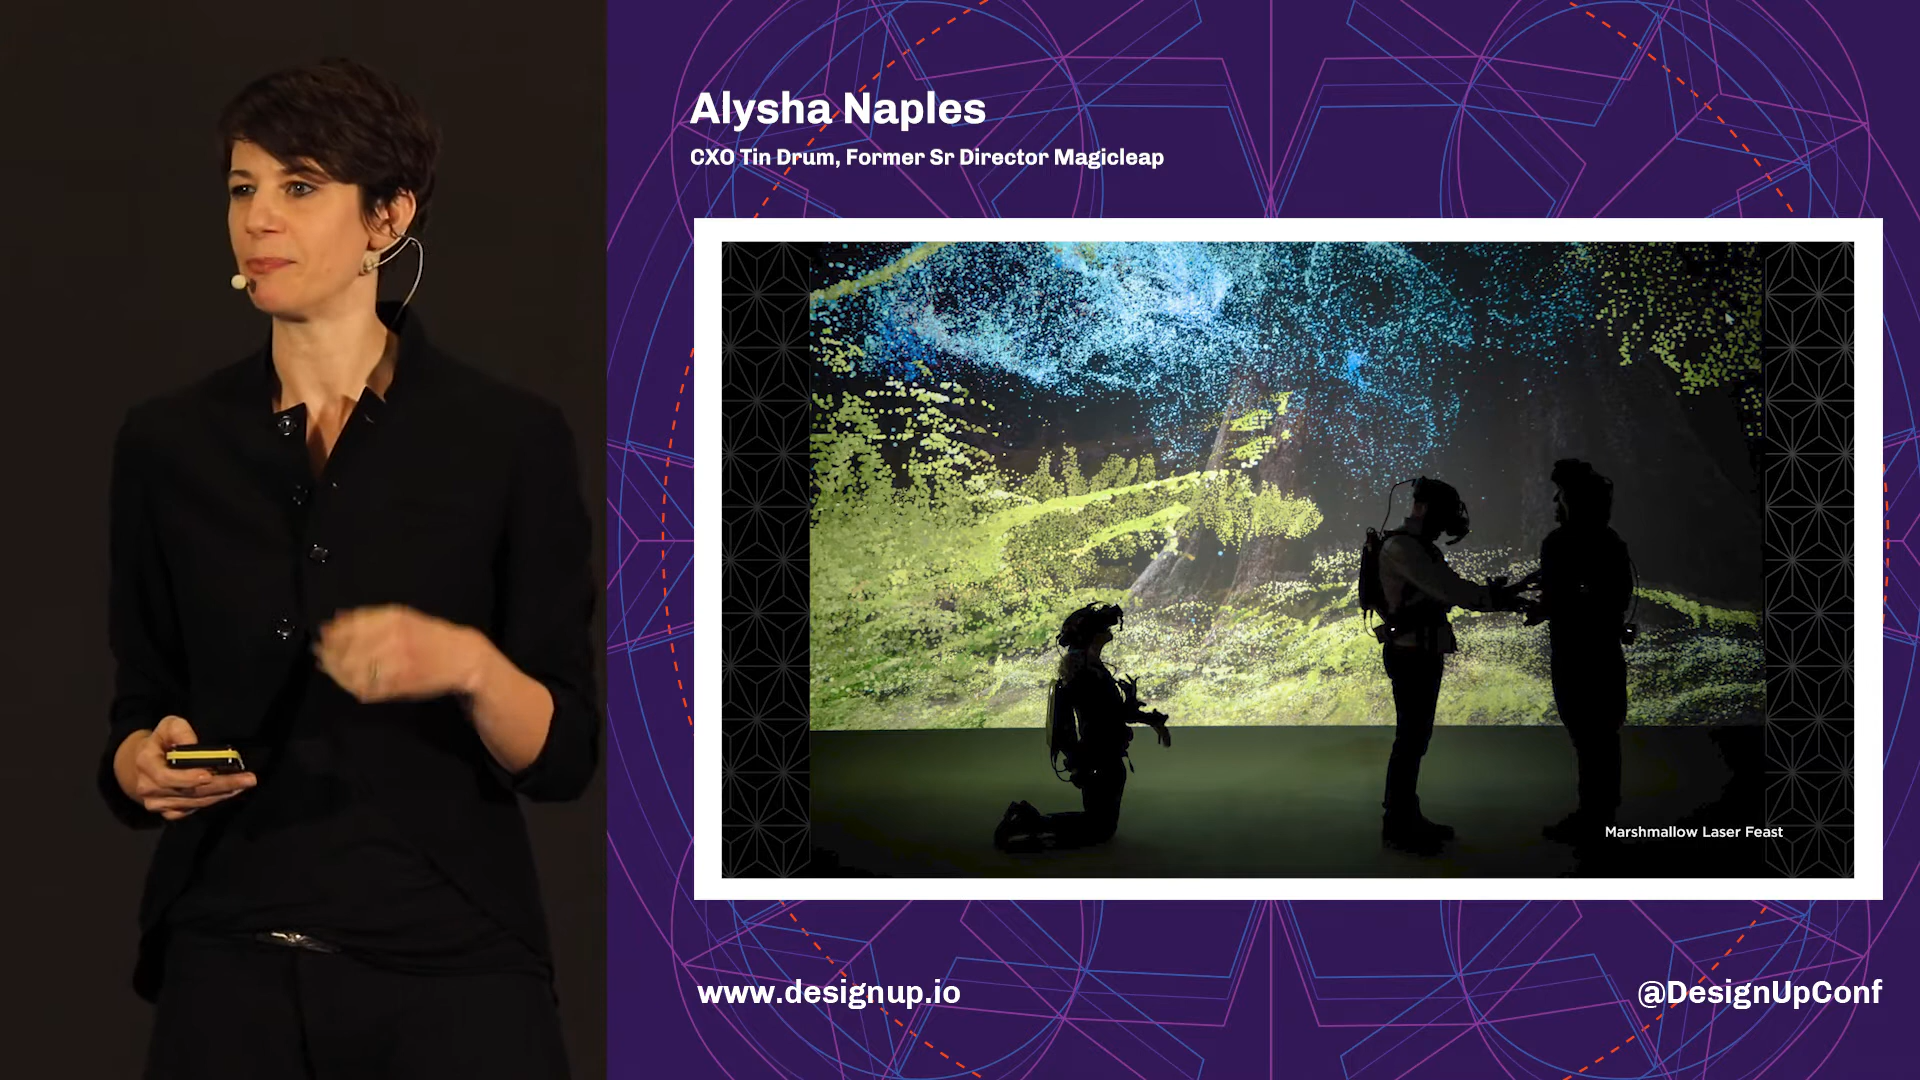 Alysha Naples
CXO Tin Drum, Former Sr Director Magicleap
Marshmallow Laser Feast
www.designup.io
@DesignUpConf